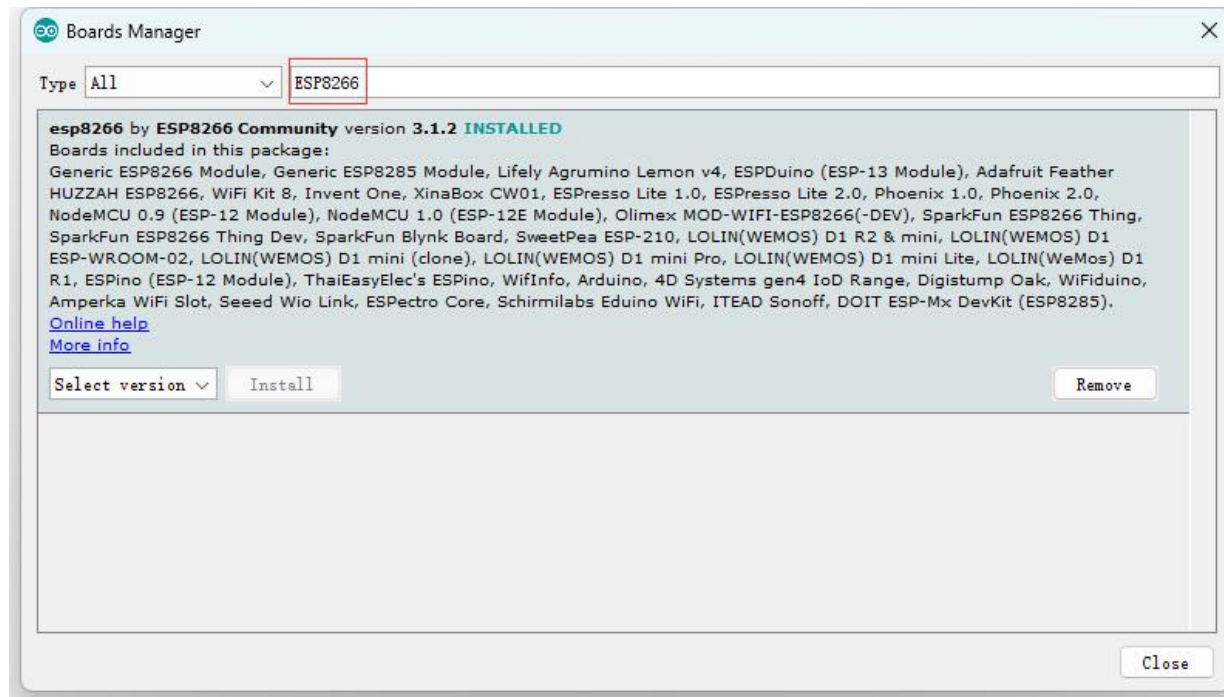 Boards Manager
Type All ESP8266
esp8266 by ESP8266 Community version 3.1.2 INSTALLED
Boards included in this package:
Generic ESP8266 Module, Generic ESP8285 Module, Lifely Agrumino Lemon v4, ESPDuino (ESP-13 Module), Adafruit Feather
HUZZAH ESP8266, WiFi Kit 8, Invent One, XinaBox CW01, ESPresso Lite 1.0, ESPresso Lite 2.0, Phoenix 1.0, Phoenix 2.0,
NodeMCU 0.9 (ESP-12 Module), NodeMCU 1.0 (ESP-12E Module), Olimex MOD-WIFI-ESP8266(-DEV), SparkFun ESP8266 Thing,
SparkFun ESP8266 Thing Dev, SparkFun Blynk Board, SweetPea ESP-210, LOLIN(WEMOS) D1 R2 & mini, LOLIN(WEMOS) D1
ESP-WROOM-02, LOLIN(WEMOS) D1 mini (clone), LOLIN(WEMOS) D1 mini Pro, LOLIN(WEMOS) D1 mini Lite, LOLIN(WeMos) D1
R1, ESPino (ESP-12 Module), ThaiEasyElec's ESPino, WifInfo, Arduino, 4D Systems gen4 IoD Range, Digistump Oak, WiFiduino,
Amperka WiFi Slot, Seeed Wio Link, ESPectro Core, Schirmilabs Eduino WiFi, ITEAD Sonoff, DOIT ESP-Mx DevKit (ESP8285).
Online help
More info
Select version Install Remove
Close